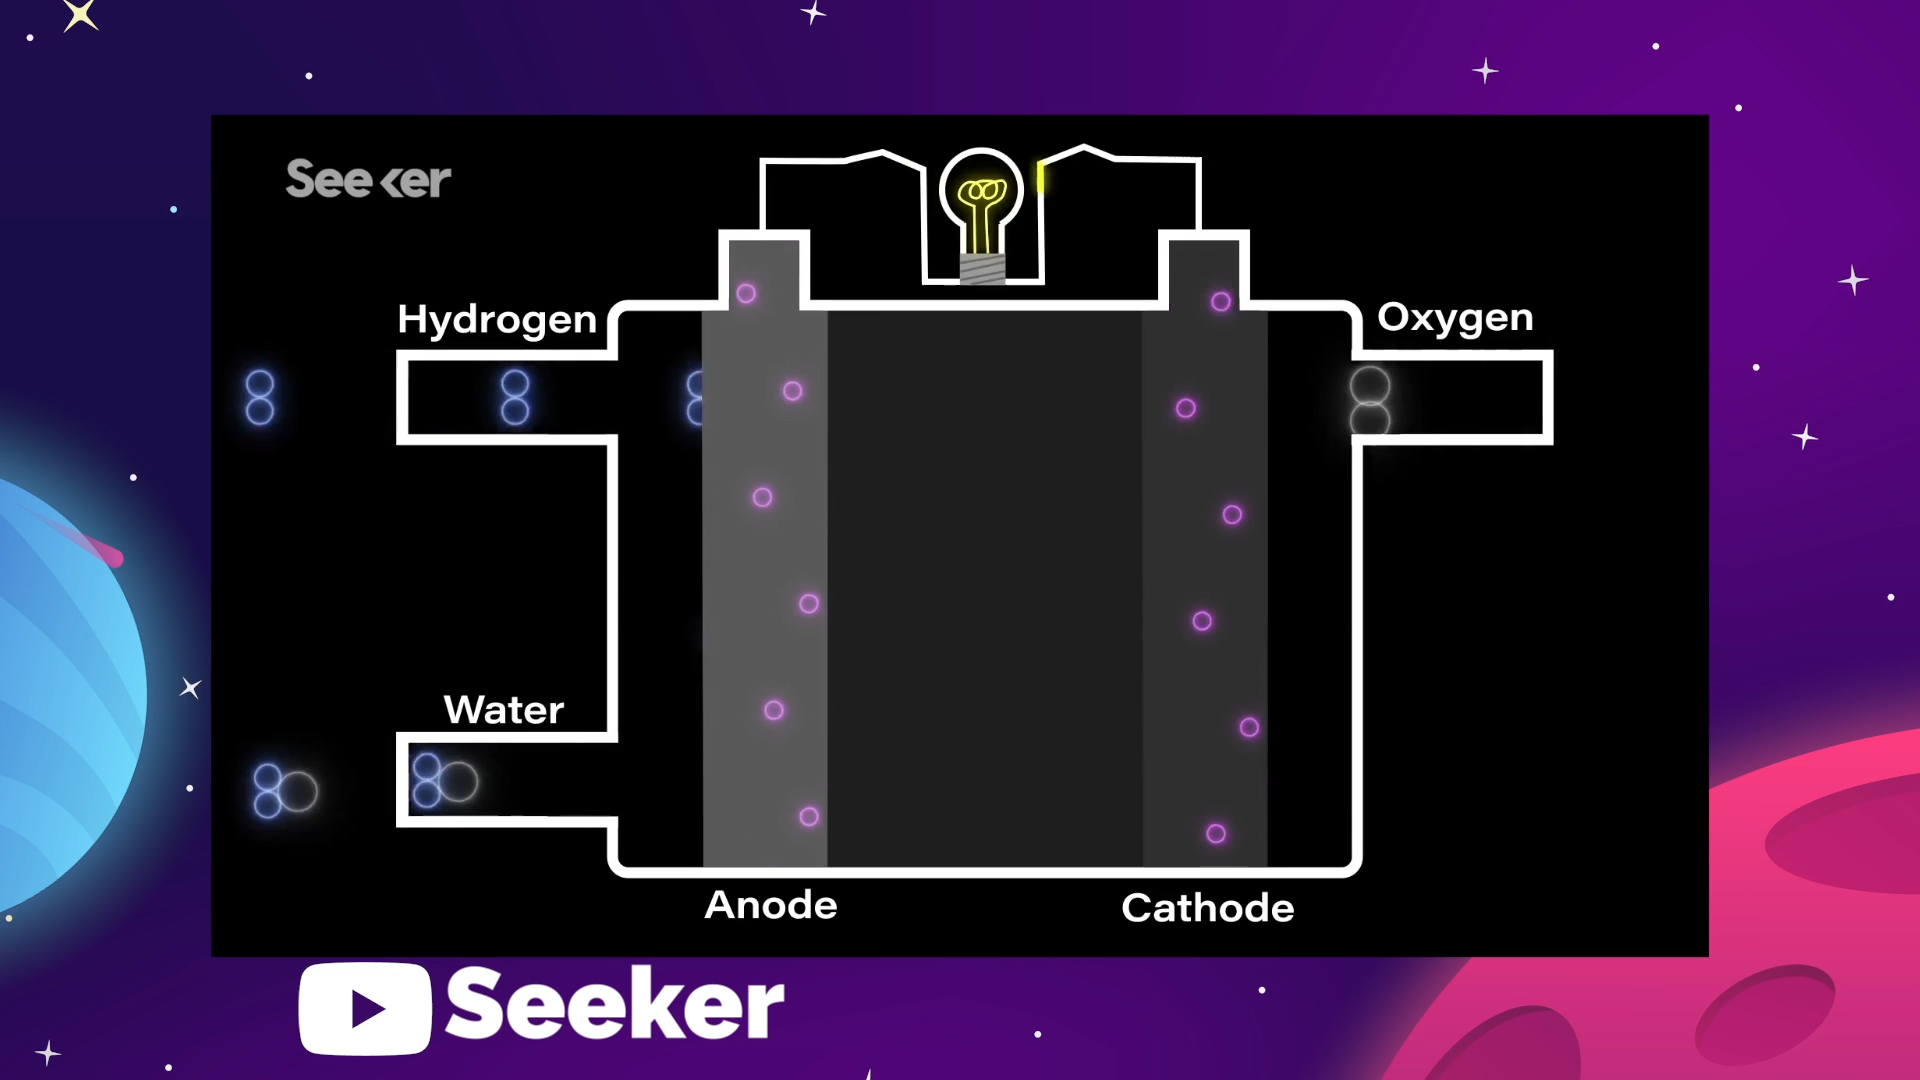 Seeker
Hydrogen
Oxygen
Water
Anode
Cathode
Seeker